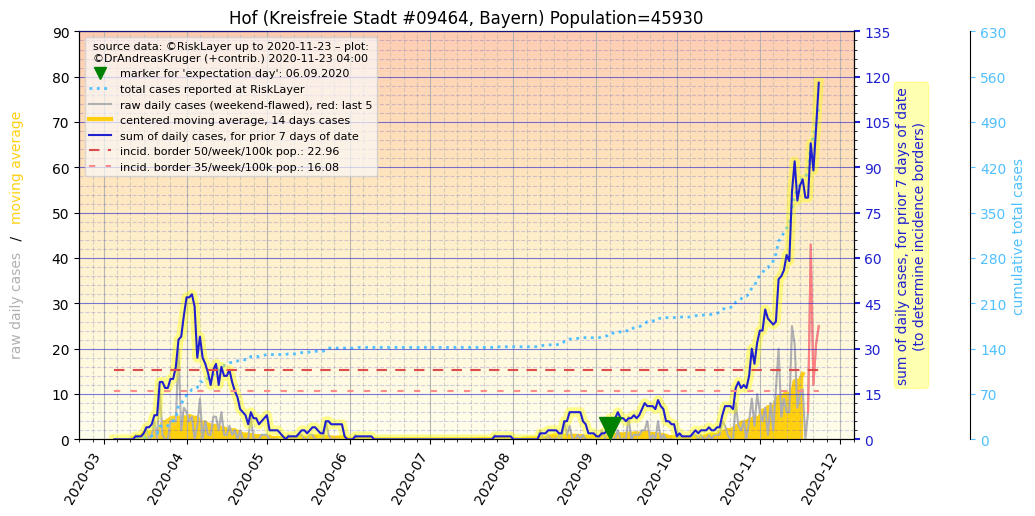 Hof (Kreisfreie Stadt #09464, Bayern) Population=45930
source data: ©RiskLayer up to 2020-11-23 – plot:
©DrAndreasKruger (+contrib.) 2020-11-23 04:00
marker for 'expectation day': 06.09.2020
total cases reported at RiskLayer
raw daily cases (weekend-flawed), red: last 5
centered moving average, 14 days cases
sum of daily cases, for prior 7 days of date
incid. border 50/week/100k pop.: 22.96
incid. border 35/week/100k pop.: 16.08
raw daily cases / moving average
90
80
70
60
50
40
30
20
10
0
2020-03
2020-04
2020-05
2020-06
2020-07
2020-08
2020-09
2020-10
2020-11
2020-12
135
120
105
90
75
60
45
30
15
0
sum of daily cases, for prior 7 days of date
(to determine incidence borders)
630
560
490
420
350
280
210
140
70
0
cumulative total cases